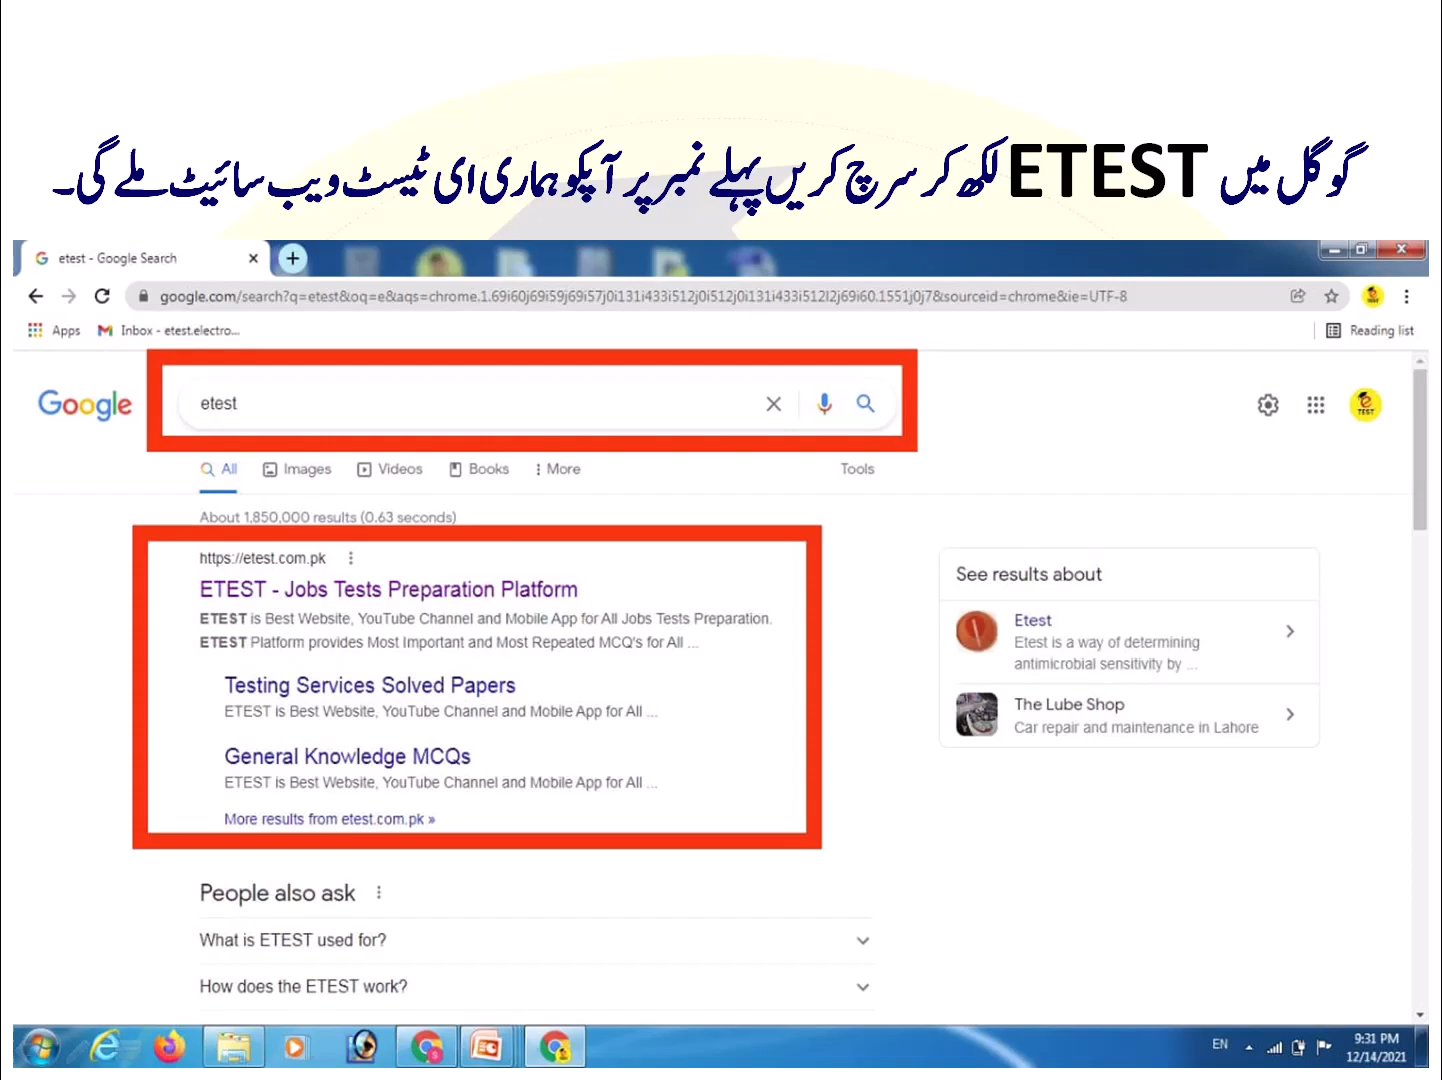 گوگل میں ETEST لکھ کر سرچ کریں پہلے نمبر پر آپکو ہماری ای ٹیسٹ ویب سائیٹ ملے گی۔
etest - Google Search
google.com/search?q=etest&oq=e&aqs=chrome.1.69i60j69i59j69i57j0i131i433i512j0i512j0i131i433i512l2j69i60.1551j0j7&sourceid=chrome&ie=UTF-8
Apps Inbox - etest.electro...
Reading list
Google
etest
e TEST
All Images Videos Books More Tools
About 1,850,000 results (0.63 seconds)
https://etest.com.pk
ETEST - Jobs Tests Preparation Platform
ETEST is Best Website, YouTube Channel and Mobile App for All Jobs Tests Preparation.
ETEST Platform provides Most Important and Most Repeated MCQ's for All ...
Testing Services Solved Papers
ETEST is Best Website, YouTube Channel and Mobile App for All ...
General Knowledge MCQs
ETEST is Best Website, YouTube Channel and Mobile App for All ...
More results from etest.com.pk »
See results about
Etest
Etest is a way of determining
antimicrobial sensitivity by ...
The Lube Shop
Car repair and maintenance in Lahore
People also ask
What is ETEST used for?
How does the ETEST work?
EN
9:31 PM
12/14/2021